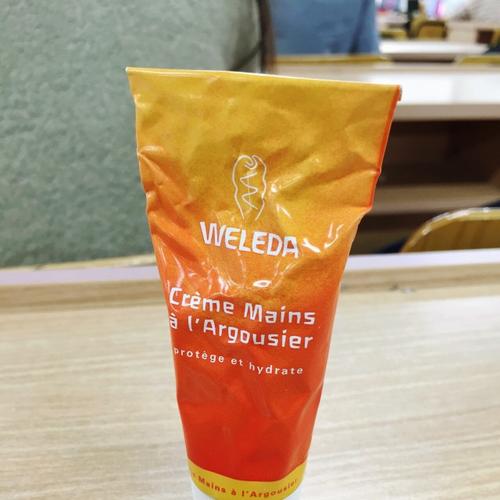 WELEDA
Crème Mains
à l'Argousier
protège et hydrate
Mains à l'Argousier